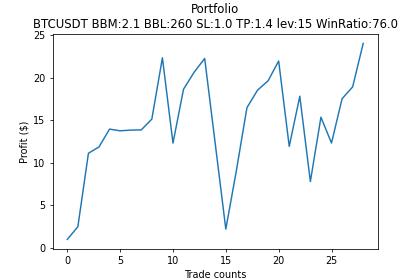 Portfolio
BTCUSDT BBM:2.1 BBL:260 SL:1.0 TP:1.4 lev:15 WinRatio:76.0
25
20
15
10
5
0
Profit ($)
0 5 10 15 20 25
Trade counts